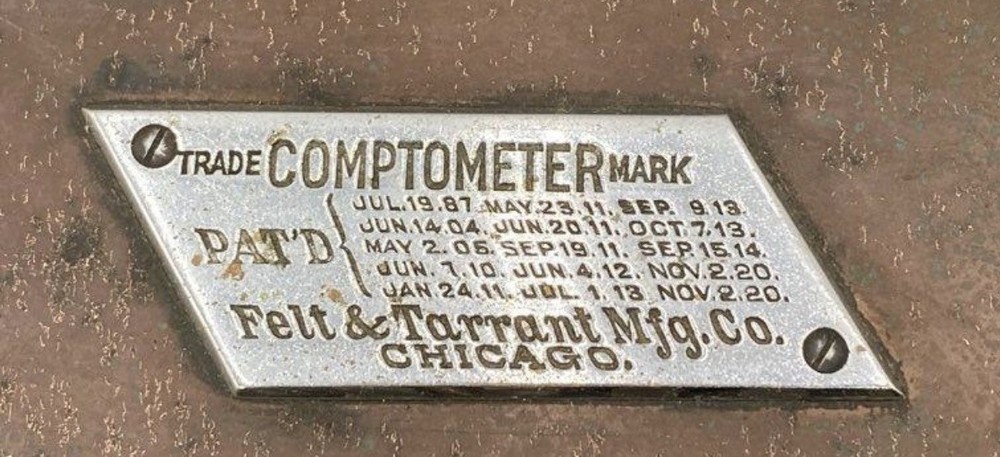 TRADE COMPTOMETER MARK
PAT'D
JUL.19.87. MAY.23.11. SEP. 9.13.
JUN.14.04. JUN.20.11. OCT.7.13.
MAY 2.05. SEP.19.11. SEP.15.14.
JUN. 7.10. JUN.4.12. NOV.2.20.
JAN.24.11. JUL. 1.13. NOV.2.20.
Felt & Tarrant Mfg. Co.
CHICAGO.